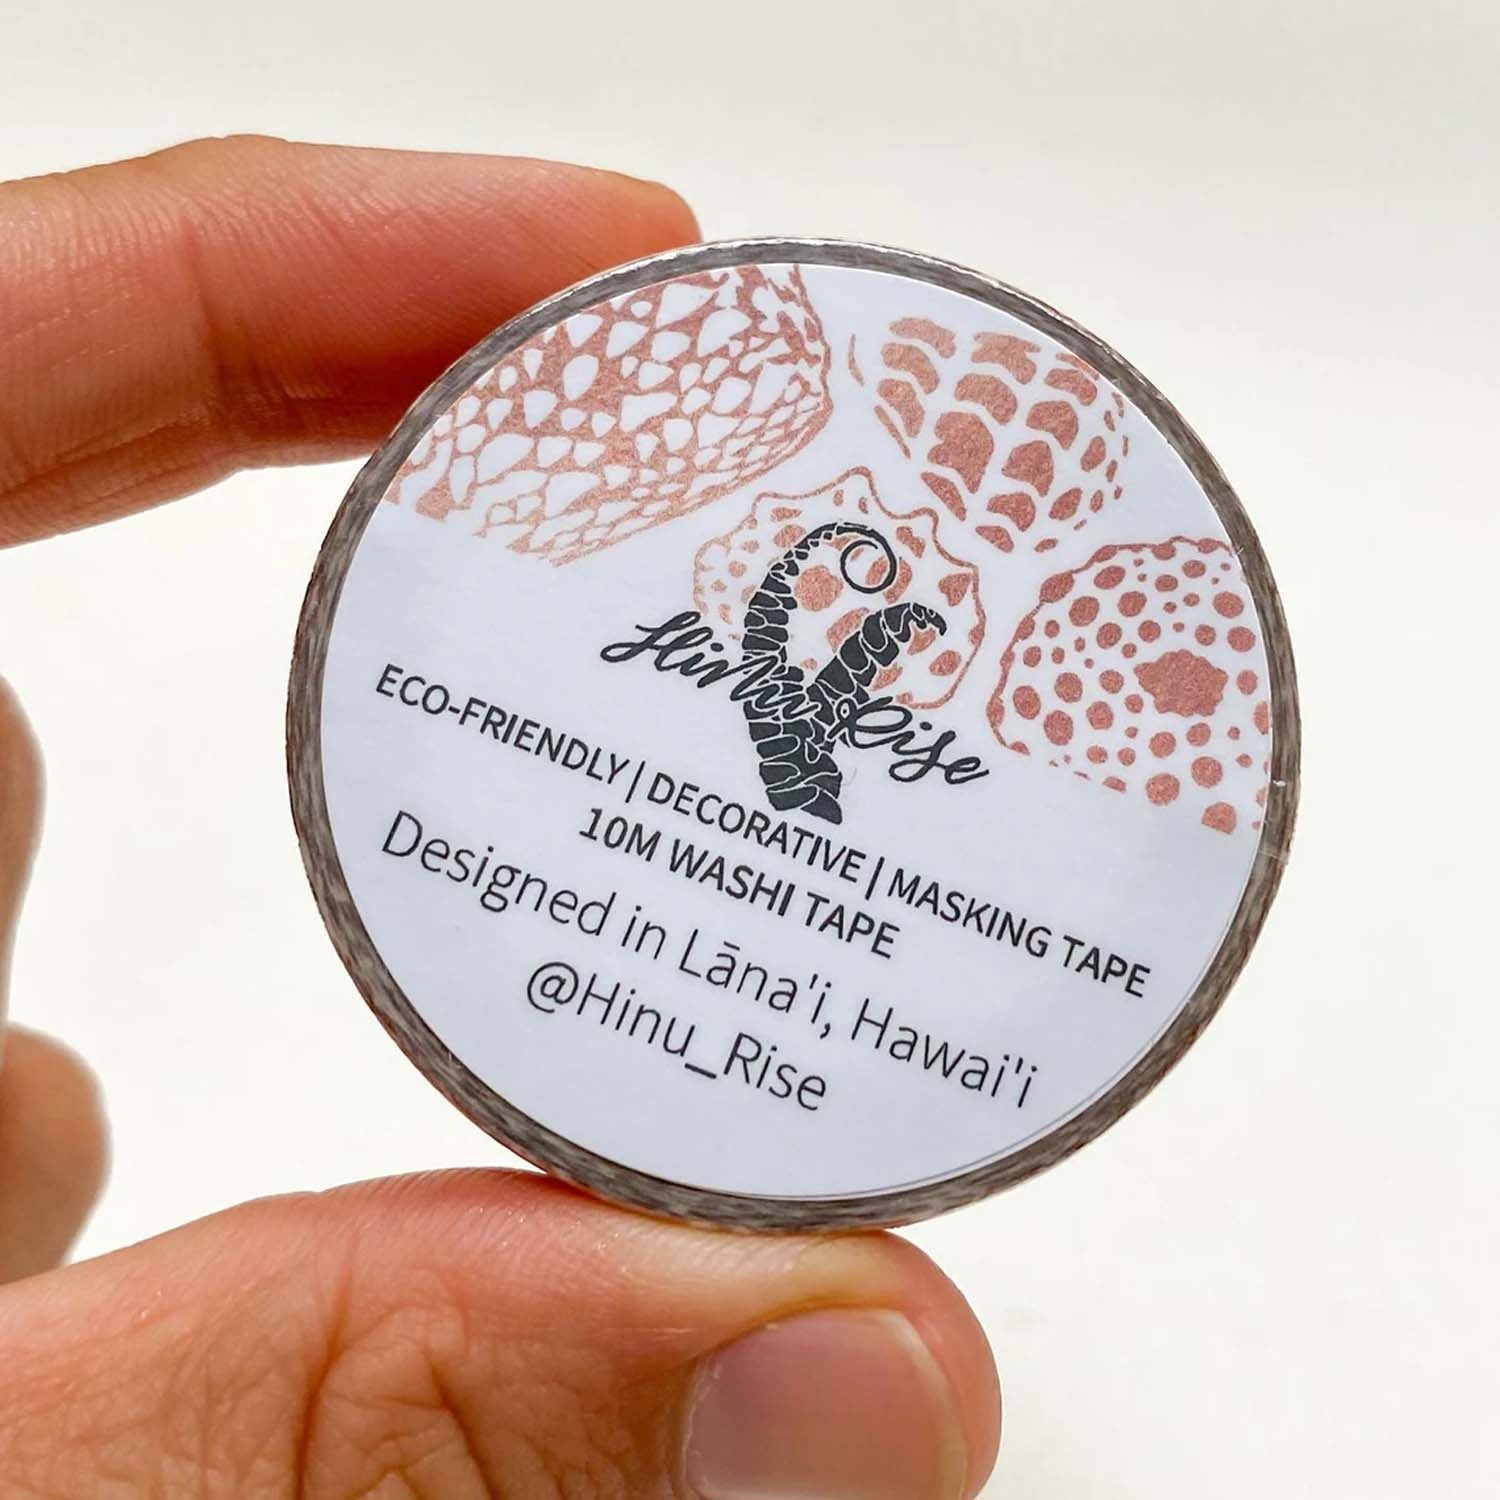 Hinu Rise
ECO-FRIENDLY | DECORATIVE | MASKING TAPE
10M WASHI TAPE
Designed in Lāna'i, Hawai'i
@Hinu_Rise